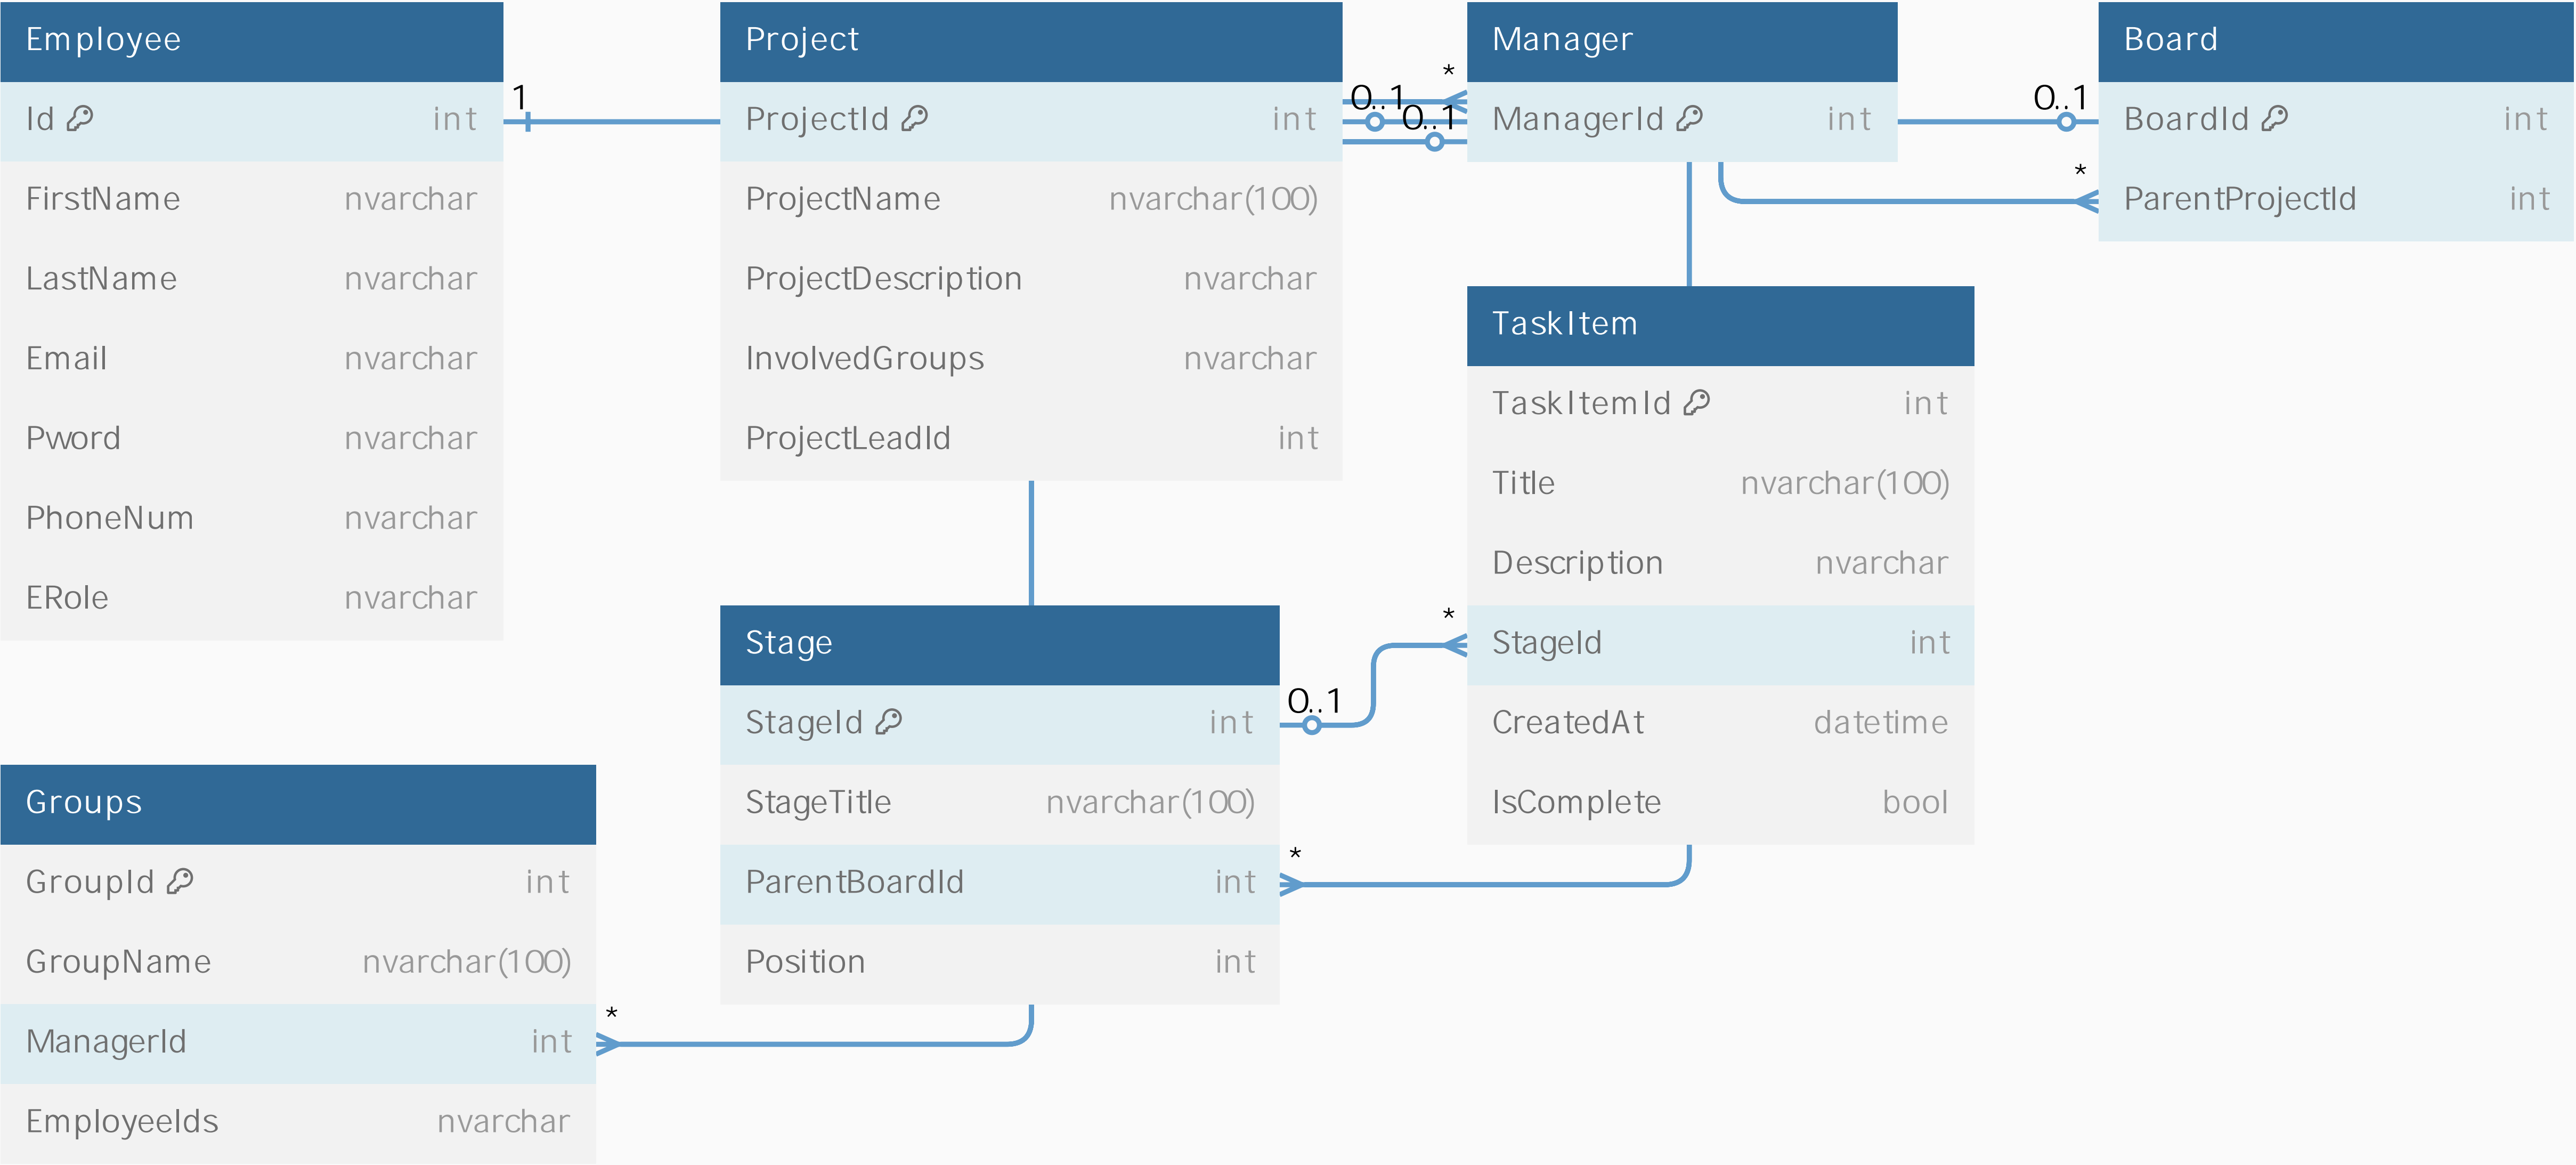 Employee
Id int
FirstName nvarchar
LastName nvarchar
Email nvarchar
Pword nvarchar
PhoneNum nvarchar
ERole nvarchar
1
Project
ProjectId int
ProjectName nvarchar(100)
ProjectDescription nvarchar
InvolvedGroups nvarchar
ProjectLeadId int
*
0..1
0..1
Manager
ManagerId int
0..1
*
Board
BoardId int
ParentProjectId int
TaskItem
TaskItemId int
Title nvarchar(100)
Description nvarchar
StageId int
CreatedAt datetime
IsComplete bool
*
0..1
Stage
StageId int
StageTitle nvarchar(100)
ParentBoardId int
Position int
*
Groups
GroupId int
GroupName nvarchar(100)
ManagerId int
EmployeeIds nvarchar
*